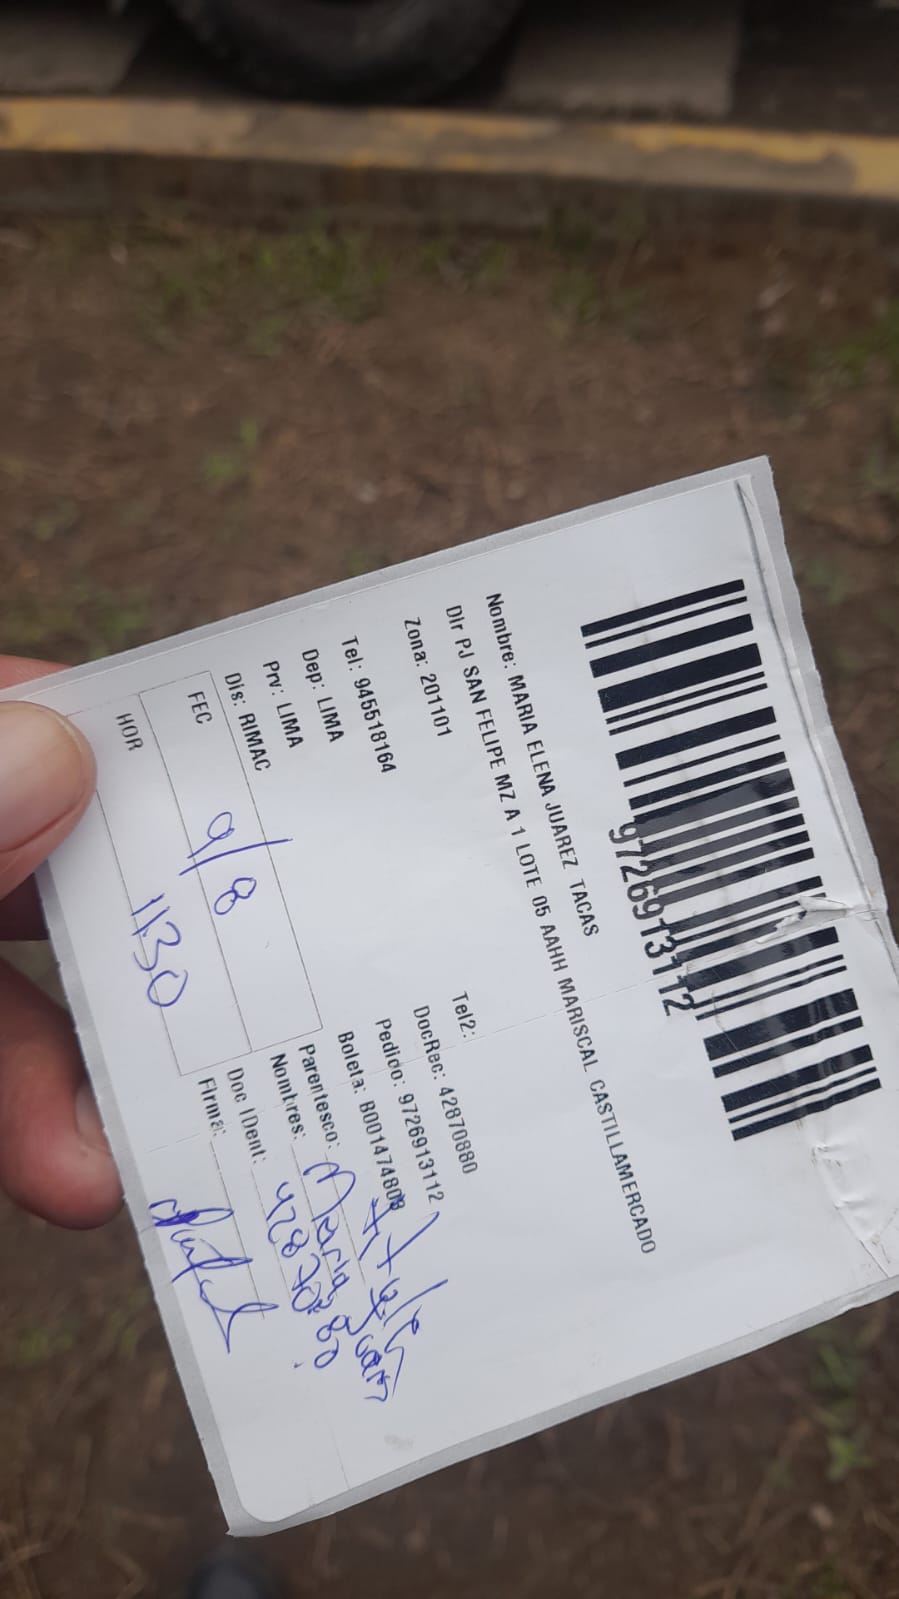 9726913112
Nombre: MARIA ELENA JUAREZ TACAS
Dir PJ SAN FELIPE MZ A 1 LOTE 05 AAHH MARISCAL CASTILLAMERCADO
Zona: 201101
Tel2:
Tel: 945518164
DocRec: 42870880
Dep: LIMA
Pedido: 9726913112
Prv: LIMA
Boleta: B001474808
Dis: RIMAC
Parentesco:
FEC 9/8
Nombres: Maria Juarez
HOR 1130
Doc IDent: 42870880
Firma: